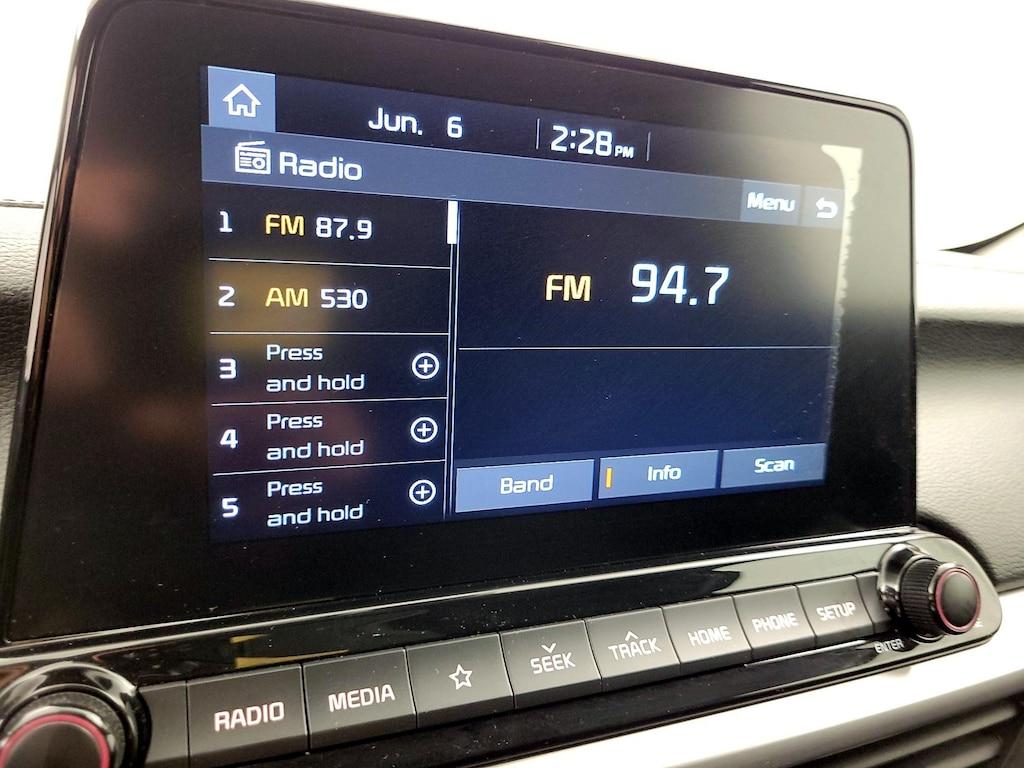 Jun. 6 2:28 PM
Radio
Menu
1 FM 87.9
2 AM 530
3 Press
and hold
4 Press
and hold
5 Press
and hold
FM 94.7
Band Info Scan
RADIO MEDIA SEEK TRACK HOME PHONE SETUP
ENTER